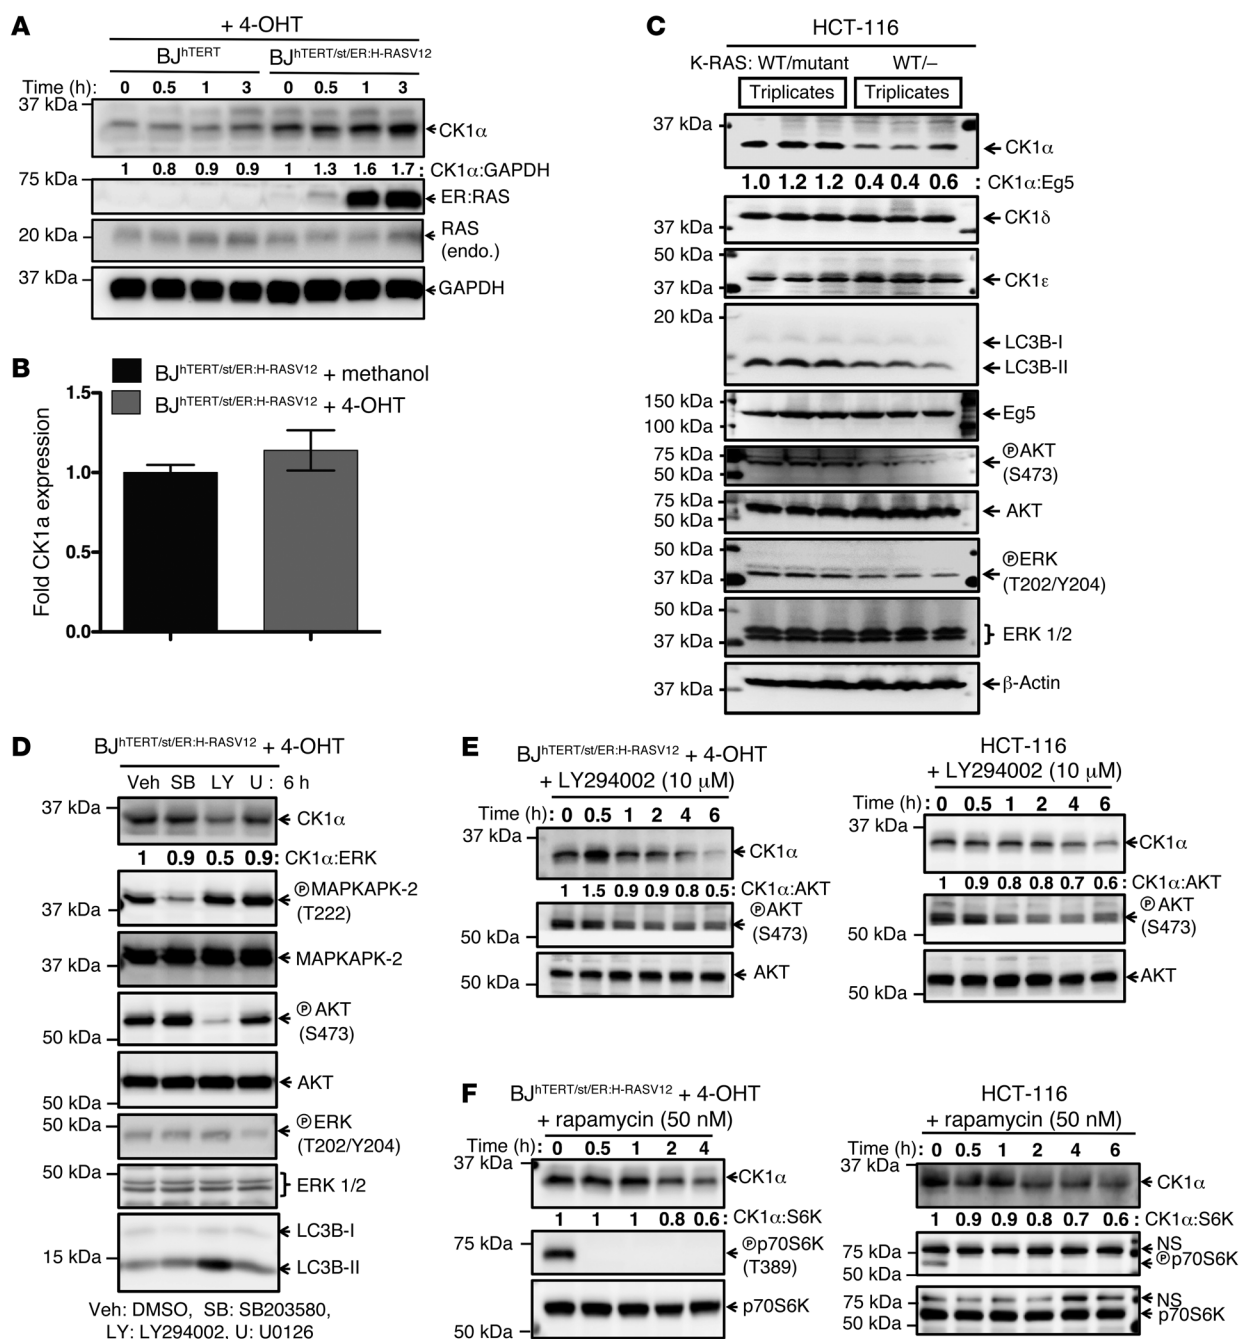 A
+ 4-OHT
BJhTERT BJhTERT/st/ER:H-RASV12
Time (h): 0 0.5 1 3 0 0.5 1 3
37 kDa
CK1α
1 0.8 0.9 0.9 1 1.3 1.6 1.7 : CK1α:GAPDH
75 kDa
ER:RAS
20 kDa
RAS
(endo.)
37 kDa
GAPDH
B
BJhTERT/st/ER:H-RASV12 + methanol
BJhTERT/st/ER:H-RASV12 + 4-OHT
Fold CK1a expression
1.5
1.0
0.5
0.0
C
HCT-116
K-RAS: WT/mutant WT/–
Triplicates Triplicates
37 kDa
CK1α
1.0 1.2 1.2 0.4 0.4 0.6 : CK1α:Eg5
CK1δ
37 kDa
50 kDa
CK1ε
37 kDa
20 kDa
LC3B-I
LC3B-II
150 kDa
Eg5
100 kDa
75 kDa
ⓅAKT
(S473)
50 kDa
75 kDa
AKT
50 kDa
50 kDa
ⓅERK
37 kDa
(T202/Y204)
50 kDa
ERK 1/2
37 kDa
β-Actin
37 kDa
D
BJhTERT/st/ER:H-RASV12 + 4-OHT
Veh SB LY U : 6 h
37 kDa
CK1α
1 0.9 0.5 0.9 : CK1α:ERK
ⓅMAPKAPK-2
(T222)
37 kDa
MAPKAPK-2
37 kDa
ⓅAKT
(S473)
50 kDa
AKT
50 kDa
50 kDa
ⓅERK
(T202/Y204)
50 kDa
ERK 1/2
LC3B-I
15 kDa
LC3B-II
Veh: DMSO, SB: SB203580,
LY: LY294002, U: U0126
E
BJhTERT/st/ER:H-RASV12 + 4-OHT
+ LY294002 (10 μM)
Time (h) : 0 0.5 1 2 4 6
37 kDa
CK1α
1 1.5 0.9 0.9 0.8 0.5 : CK1α:AKT
ⓅAKT
(S473)
50 kDa
AKT
50 kDa
HCT-116
+ LY294002 (10 μM)
Time (h) : 0 0.5 1 2 4 6
37 kDa
CK1α
1 0.9 0.8 0.8 0.7 0.6 : CK1α:AKT
ⓅAKT
(S473)
50 kDa
AKT
50 kDa
F
BJhTERT/st/ER:H-RASV12 + 4-OHT
+ rapamycin (50 nM)
Time (h) : 0 0.5 1 2 4
37 kDa
CK1α
1 1 1 0.8 0.6 : CK1α:S6K
75 kDa
Ⓟp70S6K
(T389)
p70S6K
50 kDa
HCT-116
+ rapamycin (50 nM)
Time (h) : 0 0.5 1 2 4 6
37 kDa
CK1α
1 0.9 0.9 0.8 0.7 0.6 : CK1α:S6K
NS
75 kDa
Ⓟp70S6K
50 kDa
NS
75 kDa
p70S6K
50 kDa